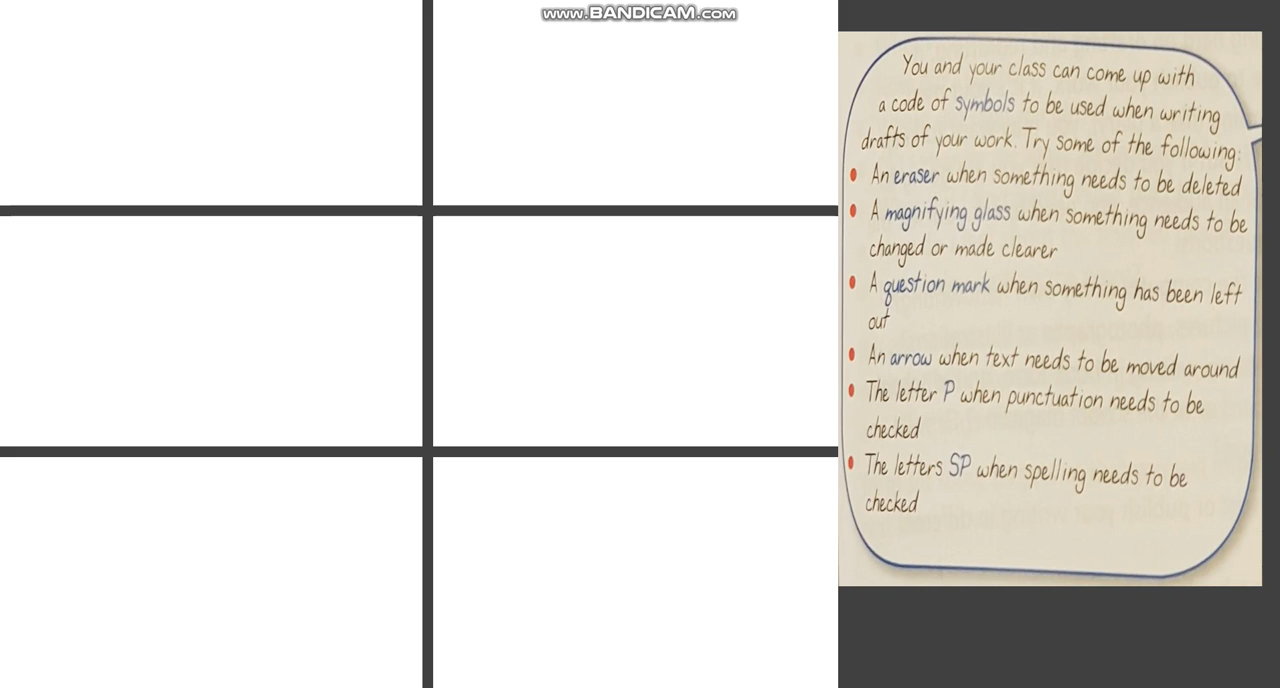 www.BANDICAM.com
You and your class can come up with
a code of symbols to be used when writing
drafts of your work. Try some of the following:
An eraser when something needs to be deleted
A magnifying glass when something needs to be
changed or made clearer
A question mark when something has been left
out
An arrow when text needs to be moved around
The letter P when punctuation needs to be
checked
The letters SP when spelling needs to be
checked